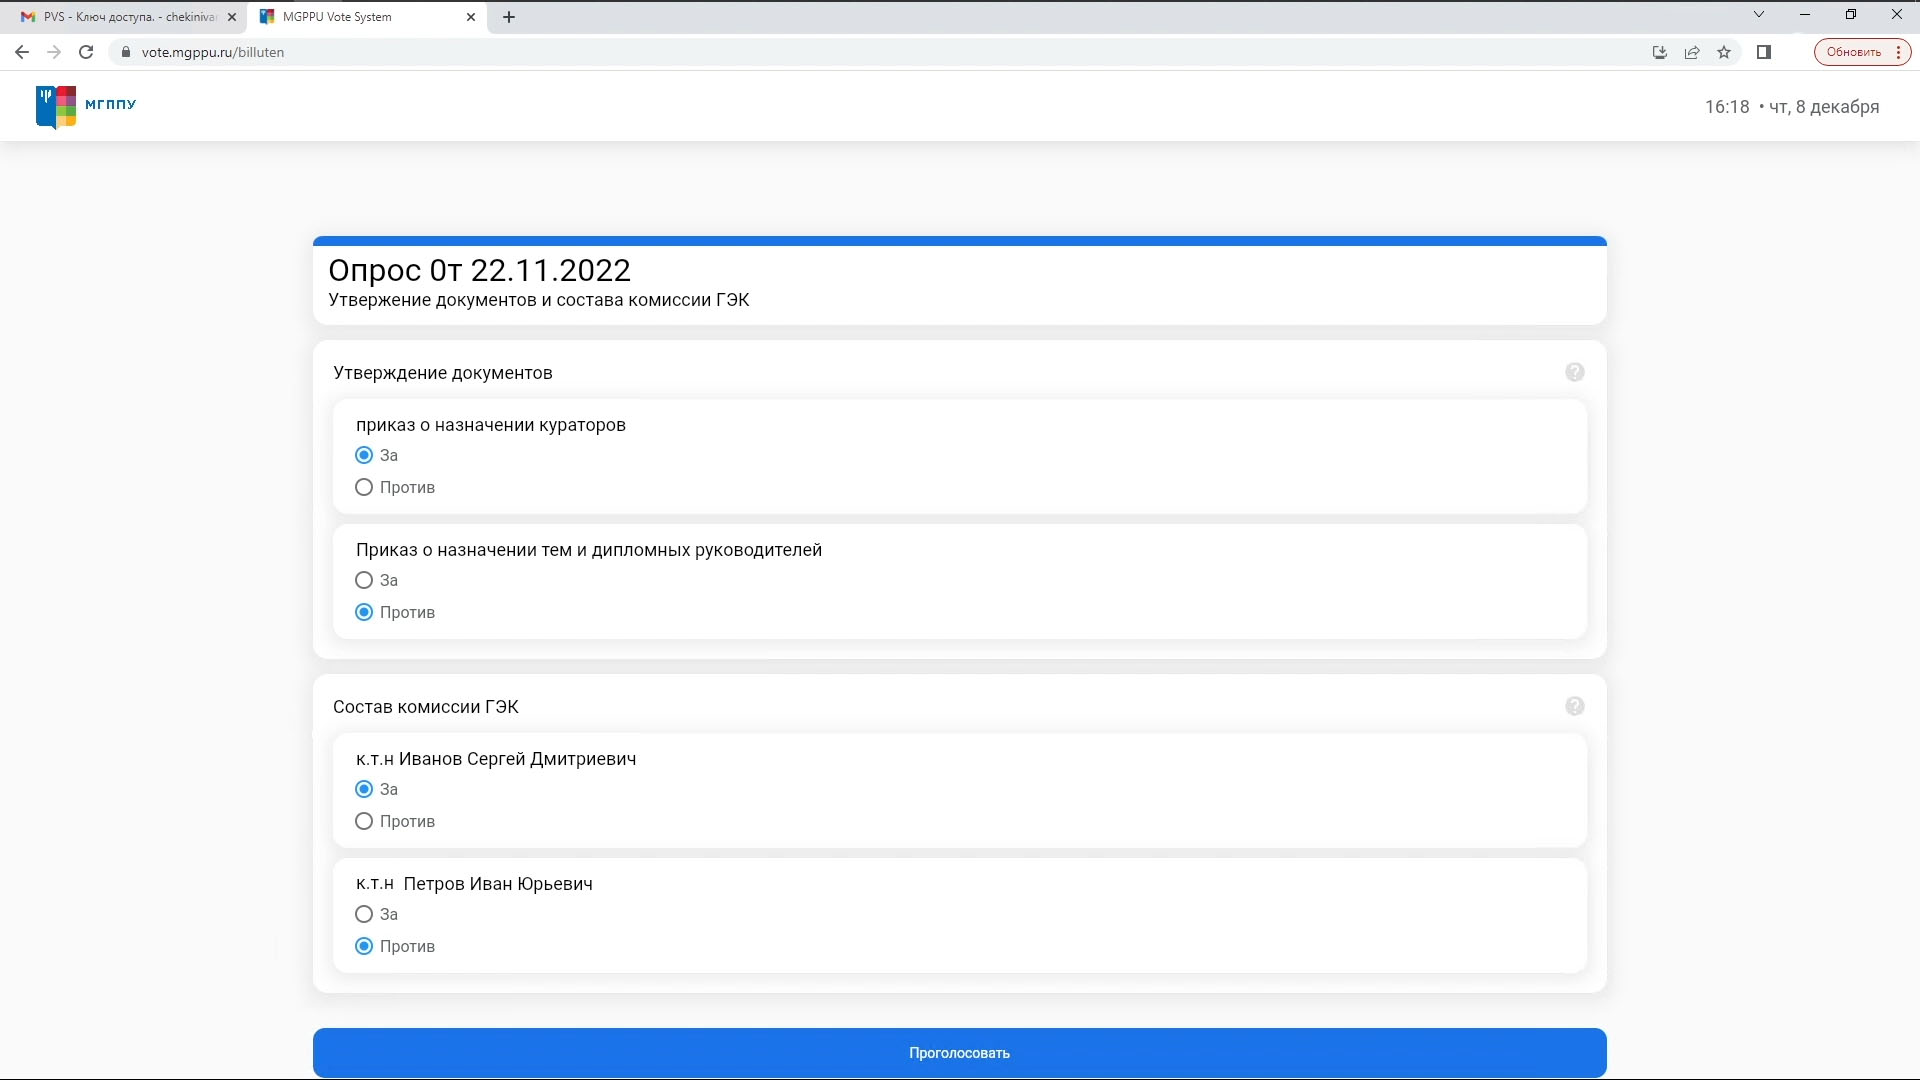 PVS - Ключ доступа. - chekinivan
MGPPU Vote System
vote.mgppu.ru/billuten
Обновить
МГППУ
16:18 • чт, 8 декабря
Опрос 0т 22.11.2022
Утвержение документов и состава комиссии ГЭК
Утверждение документов
приказ о назначении кураторов
За
Против
Приказ о назначении тем и дипломных руководителей
За
Против
Состав комиссии ГЭК
к.т.н Иванов Сергей Дмитриевич
За
Против
к.т.н Петров Иван Юрьевич
За
Против
Проголосовать